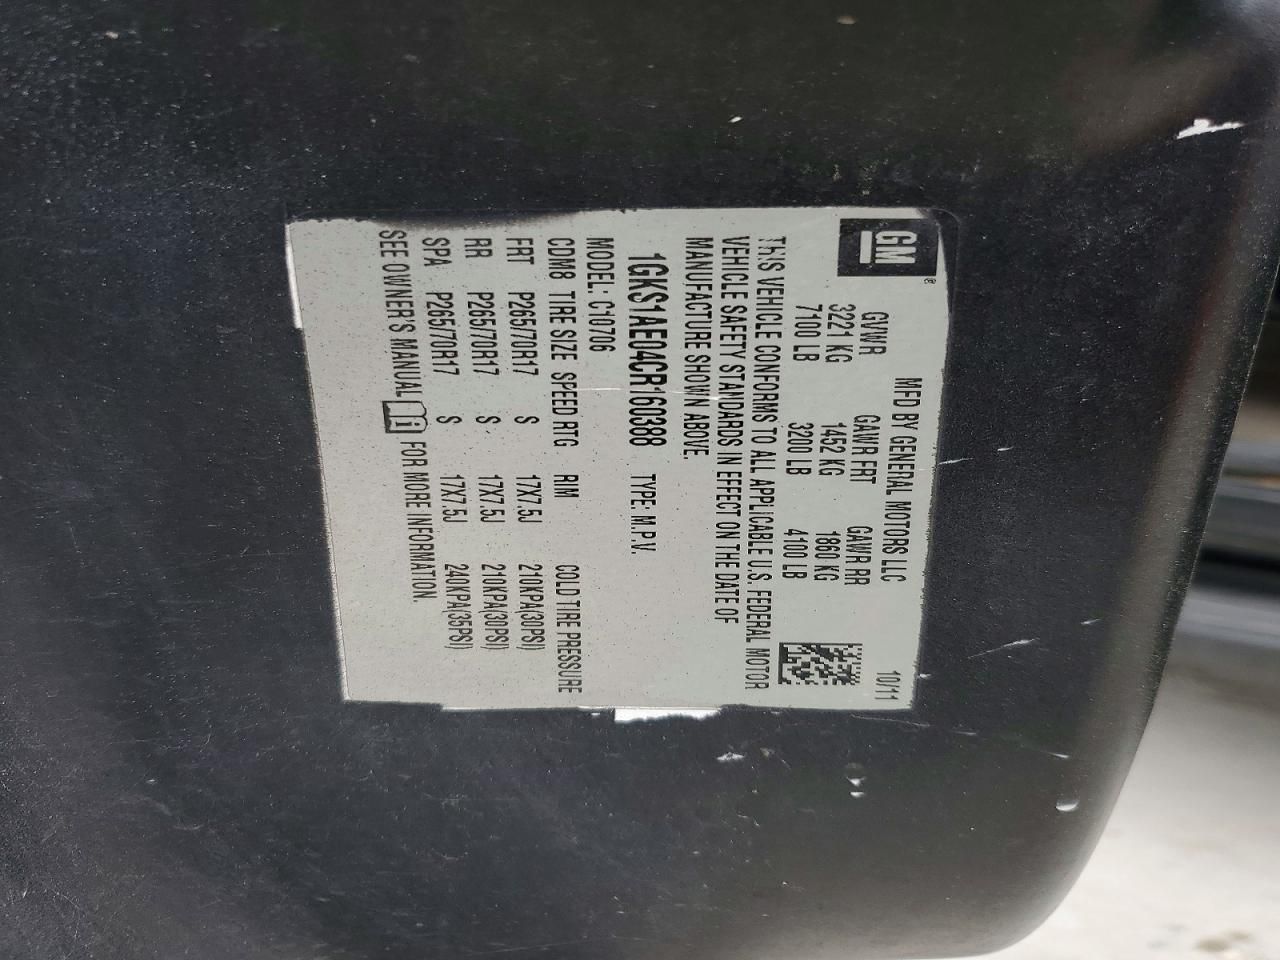 GM®
MFD BY GENERAL MOTORS LLC 10/11
GVWR GAWR FRT GAWR RR
3221 KG 1452 KG 1860 KG
7100 LB 3200 LB 4100 LB
THIS VEHICLE CONFORMS TO ALL APPLICABLE U.S. FEDERAL MOTOR
VEHICLE SAFETY STANDARDS IN EFFECT ON THE DATE OF
MANUFACTURE SHOWN ABOVE.
1GKS1AE04CR160388 TYPE: M.P.V.
MODEL: C10706
CDM8 TIRE SIZE SPEED RTG RIM COLD TIRE PRESSURE
FRT P265/70R17 S 17X7.5J 210KPA(30PSI)
RR P265/70R17 S 17X7.5J 210KPA(30PSI)
SPA P265/70R17 S 17X7.5J 240KPA(35PSI)
SEE OWNER'S MANUAL i FOR MORE INFORMATION.